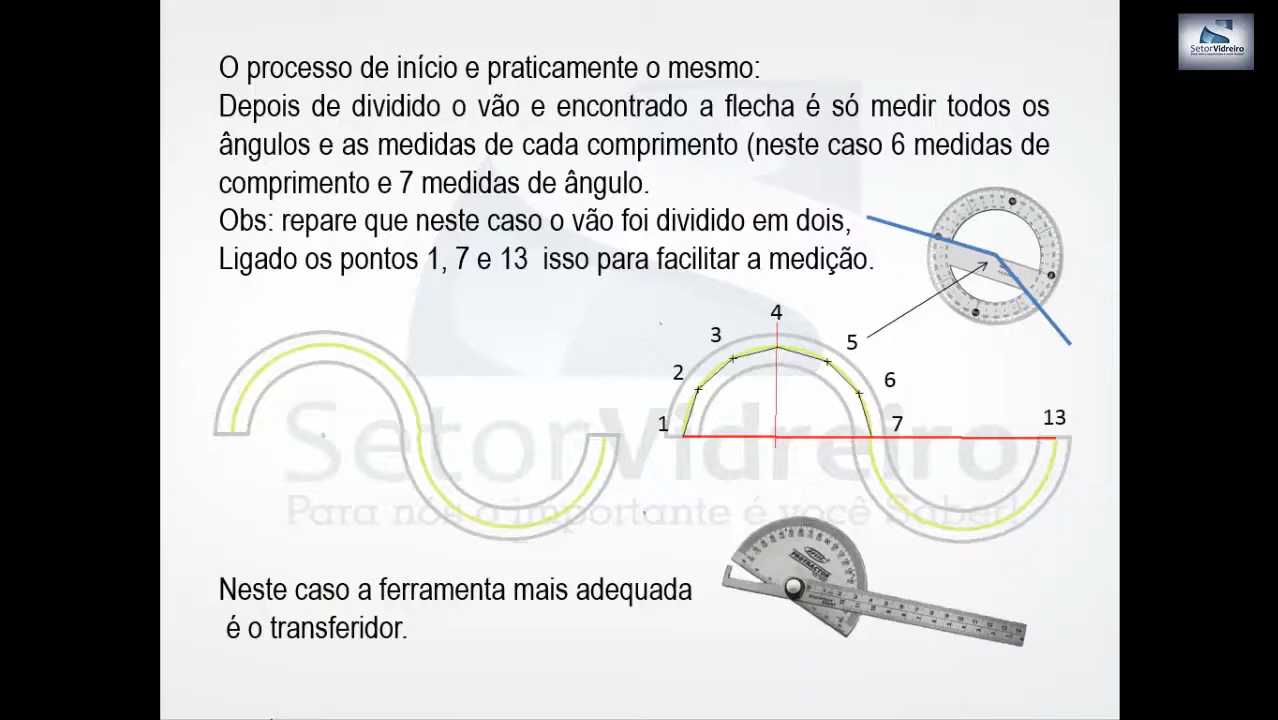 O processo de início e praticamente o mesmo:
Depois de dividido o vão e encontrado a flecha é só medir todos os
ângulos e as medidas de cada comprimento (neste caso 6 medidas de
comprimento e 7 medidas de ângulo.
Obs: repare que neste caso o vão foi dividido em dois,
Ligado os pontos 1, 7 e 13 isso para facilitar a medição.
4
3
5
2
6
1
7
13
SetorVidreiro
Para nós o importante é você Saber!
PROTRACTOR
Neste caso a ferramenta mais adequada
é o transferidor.
SetorVidreiro